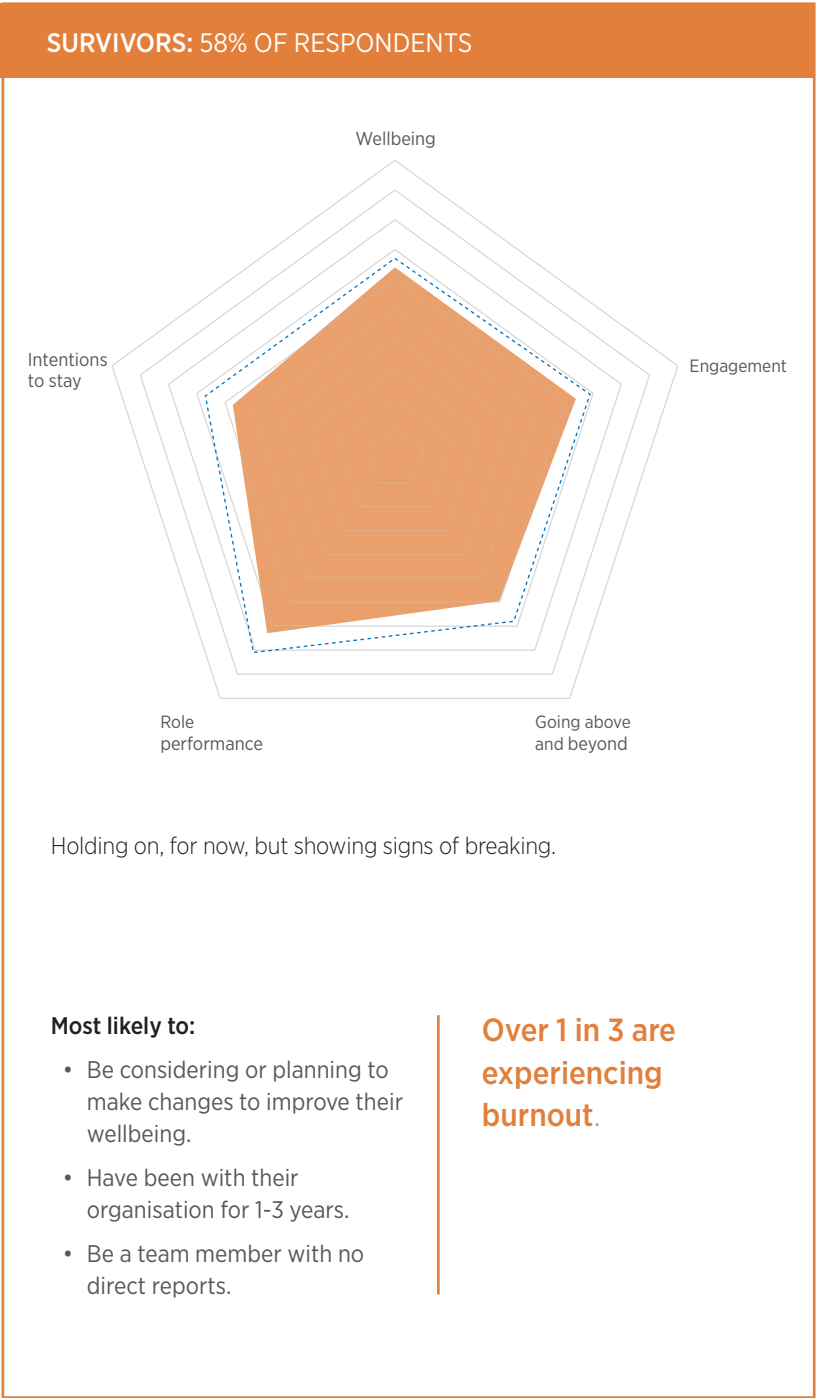 SURVIVORS: 58% OF RESPONDENTS
Wellbeing
Intentions
to stay
Engagement
Role
performance
Going above
and beyond
Holding on, for now, but showing signs of breaking.
Most likely to:
• Be considering or planning to
make changes to improve their
wellbeing.
• Have been with their
organisation for 1-3 years.
• Be a team member with no
direct reports.
Over 1 in 3 are
experiencing
burnout.